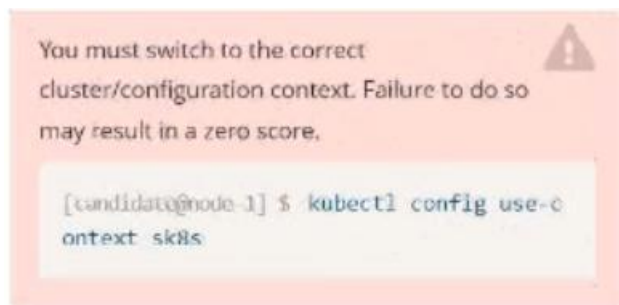 You must switch to the correct
cluster/configuration context. Failure to do so
may result in a zero score.
[candidate@node-1] $ kubectl config use-c
ontext sk8s